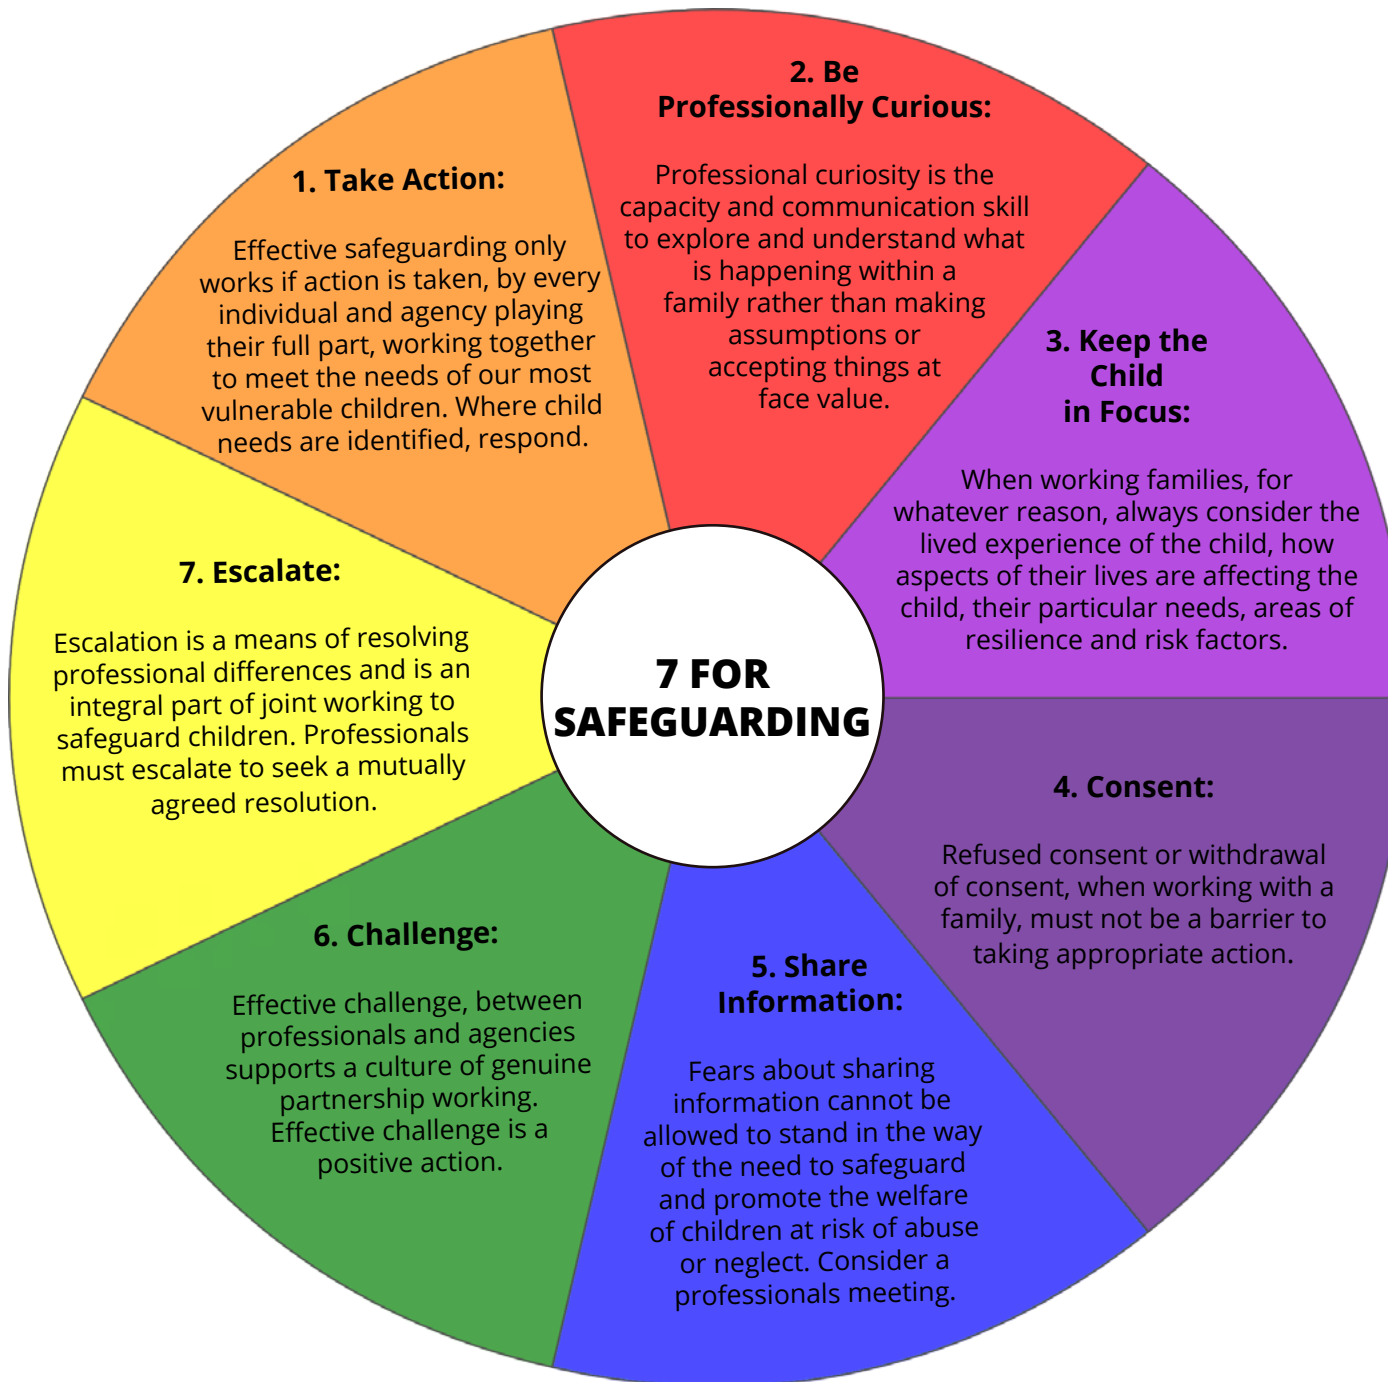 1. Take Action:
Effective safeguarding only
works if action is taken, by every
individual and agency playing
their full part, working together
to meet the needs of our most
vulnerable children. Where child
needs are identified, respond.
2. Be
Professionally Curious:
Professional curiosity is the
capacity and communication skill
to explore and understand what
is happening within a
family rather than making
assumptions or
accepting things at
face value.
3. Keep the
Child
in Focus:
When working families, for
whatever reason, always consider the
lived experience of the child, how
aspects of their lives are affecting the
child, their particular needs, areas of
resilience and risk factors.
4. Consent:
Refused consent or withdrawal
of consent, when working with a
family, must not be a barrier to
taking appropriate action.
5. Share
Information:
Fears about sharing
information cannot be
allowed to stand in the way
of the need to safeguard
and promote the welfare
of children at risk of abuse
or neglect. Consider a
professionals meeting.
6. Challenge:
Effective challenge, between
professionals and agencies
supports a culture of genuine
partnership working.
Effective challenge is a
positive action.
7. Escalate:
Escalation is a means of resolving
professional differences and is an
integral part of joint working to
safeguard children. Professionals
must escalate to seek a mutually
agreed resolution.
7 FOR
SAFEGUARDING